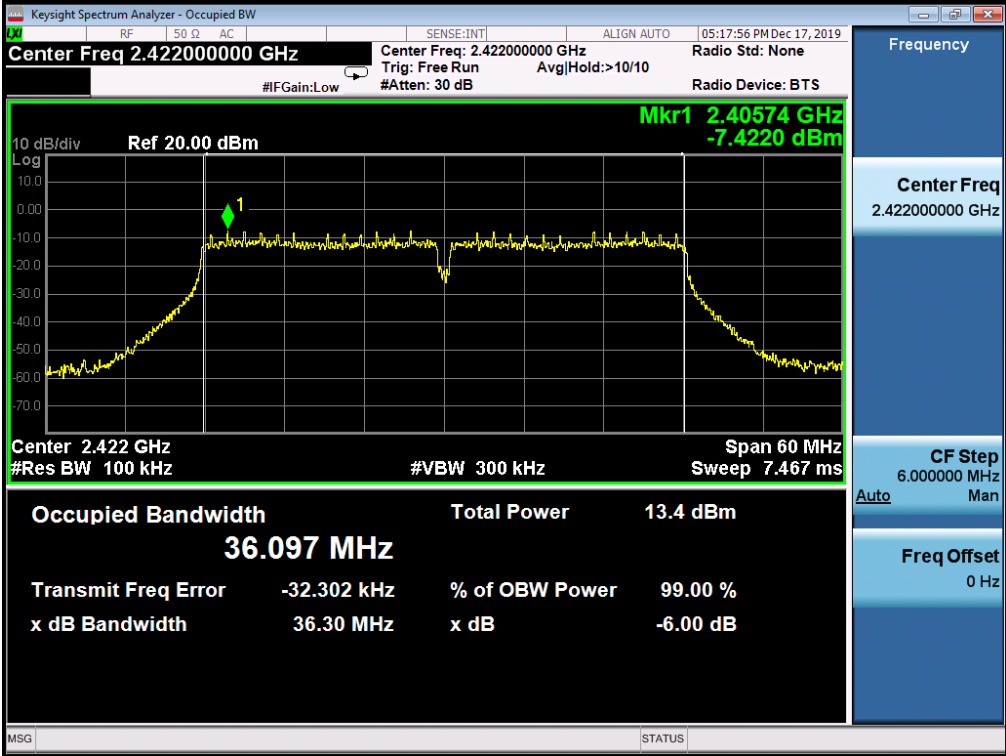 Keysight Spectrum Analyzer - Occupied BW
LXI RF 50 Ω AC SENSE:INT ALIGN AUTO 05:17:56 PM Dec 17, 2019
Center Freq 2.422000000 GHz
Center Freq: 2.422000000 GHz Radio Std: None
Trig: Free Run Avg|Hold:>10/10
#IFGain:Low #Atten: 30 dB Radio Device: BTS
Mkr1 2.40574 GHz
-7.4220 dBm
10 dB/div Ref 20.00 dBm
Log
10.0
0.00
-10.0
-20.0
-30.0
-40.0
-50.0
-60.0
-70.0
1
Center 2.422 GHz Span 60 MHz
#Res BW 100 kHz #VBW 300 kHz Sweep 7.467 ms
Occupied Bandwidth Total Power 13.4 dBm
36.097 MHz
Transmit Freq Error -32.302 kHz % of OBW Power 99.00 %
x dB Bandwidth 36.30 MHz x dB -6.00 dB
Frequency
Center Freq
2.422000000 GHz
CF Step
6.000000 MHz
Auto Man
Freq Offset
0 Hz
MSG STATUS